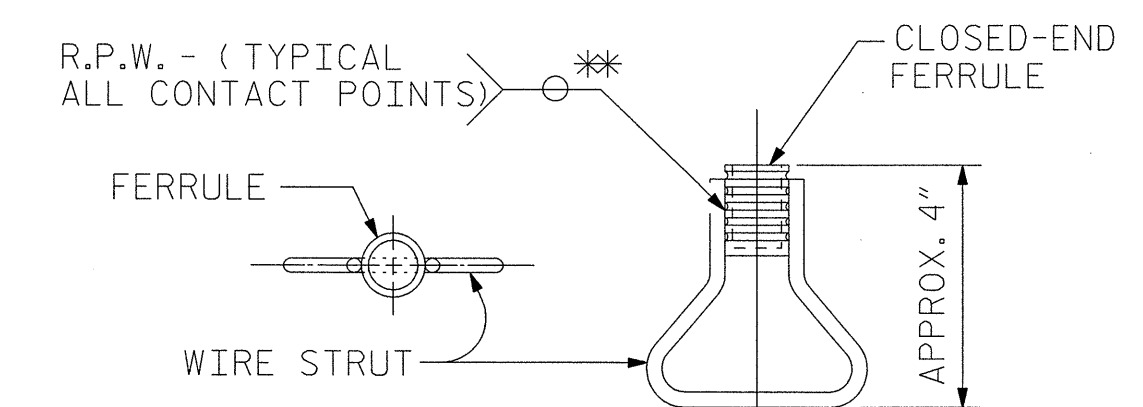 R.P.W. - (TYPICAL
ALL CONTACT POINTS)
**
CLOSED-END
FERRULE
FERRULE
WIRE STRUT
APPROX. 4"